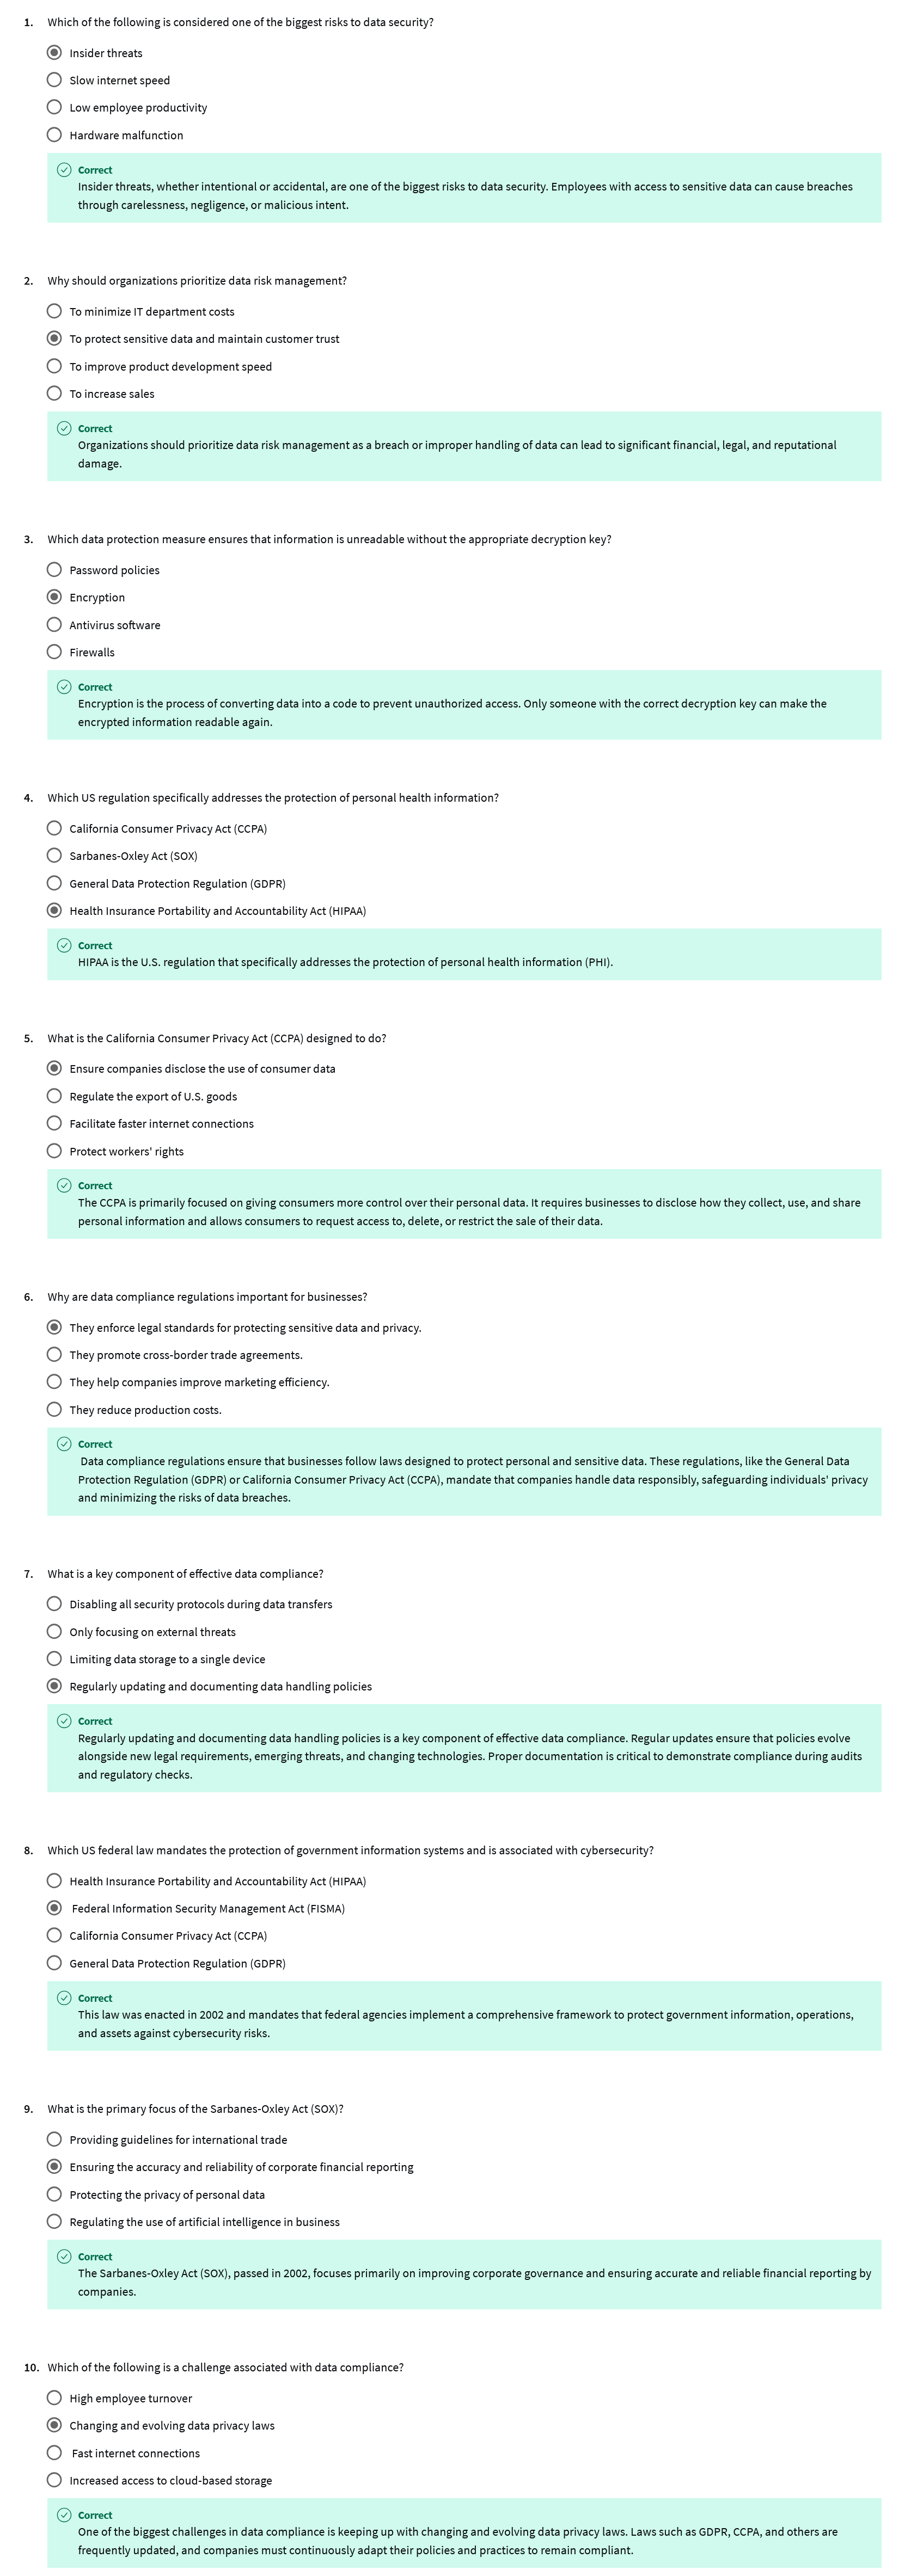 1. Which of the following is considered one of the biggest risks to data security?
Insider threats
Slow internet speed
Low employee productivity
Hardware malfunction
Correct
Insider threats, whether intentional or accidental, are one of the biggest risks to data security. Employees with access to sensitive data can cause breaches
through carelessness, negligence, or malicious intent.
2. Why should organizations prioritize data risk management?
To minimize IT department costs
To protect sensitive data and maintain customer trust
To improve product development speed
To increase sales
Correct
Organizations should prioritize data risk management as a breach or improper handling of data can lead to significant financial, legal, and reputational
damage.
3. Which data protection measure ensures that information is unreadable without the appropriate decryption key?
Password policies
Encryption
Antivirus software
Firewalls
Correct
Encryption is the process of converting data into a code to prevent unauthorized access. Only someone with the correct decryption key can make the
encrypted information readable again.
4. Which US regulation specifically addresses the protection of personal health information?
California Consumer Privacy Act (CCPA)
Sarbanes-Oxley Act (SOX)
General Data Protection Regulation (GDPR)
Health Insurance Portability and Accountability Act (HIPAA)
Correct
HIPAA is the U.S. regulation that specifically addresses the protection of personal health information (PHI).
5. What is the California Consumer Privacy Act (CCPA) designed to do?
Ensure companies disclose the use of consumer data
Regulate the export of U.S. goods
Facilitate faster internet connections
Protect workers' rights
Correct
The CCPA is primarily focused on giving consumers more control over their personal data. It requires businesses to disclose how they collect, use, and share
personal information and allows consumers to request access to, delete, or restrict the sale of their data.
6. Why are data compliance regulations important for businesses?
They enforce legal standards for protecting sensitive data and privacy.
They promote cross-border trade agreements.
They help companies improve marketing efficiency.
They reduce production costs.
Correct
Data compliance regulations ensure that businesses follow laws designed to protect personal and sensitive data. These regulations, like the General Data
Protection Regulation (GDPR) or California Consumer Privacy Act (CCPA), mandate that companies handle data responsibly, safeguarding individuals' privacy
and minimizing the risks of data breaches.
7. What is a key component of effective data compliance?
Disabling all security protocols during data transfers
Only focusing on external threats
Limiting data storage to a single device
Regularly updating and documenting data handling policies
Correct
Regularly updating and documenting data handling policies is a key component of effective data compliance. Regular updates ensure that policies evolve
alongside new legal requirements, emerging threats, and changing technologies. Proper documentation is critical to demonstrate compliance during audits
and regulatory checks.
8. Which US federal law mandates the protection of government information systems and is associated with cybersecurity?
Health Insurance Portability and Accountability Act (HIPAA)
Federal Information Security Management Act (FISMA)
California Consumer Privacy Act (CCPA)
General Data Protection Regulation (GDPR)
Correct
This law was enacted in 2002 and mandates that federal agencies implement a comprehensive framework to protect government information, operations,
and assets against cybersecurity risks.
9. What is the primary focus of the Sarbanes-Oxley Act (SOX)?
Providing guidelines for international trade
Ensuring the accuracy and reliability of corporate financial reporting
Protecting the privacy of personal data
Regulating the use of artificial intelligence in business
Correct
The Sarbanes-Oxley Act (SOX), passed in 2002, focuses primarily on improving corporate governance and ensuring accurate and reliable financial reporting by
companies.
10. Which of the following is a challenge associated with data compliance?
High employee turnover
Changing and evolving data privacy laws
Fast internet connections
Increased access to cloud-based storage
Correct
One of the biggest challenges in data compliance is keeping up with changing and evolving data privacy laws. Laws such as GDPR, CCPA, and others are
frequently updated, and companies must continuously adapt their policies and practices to remain compliant.